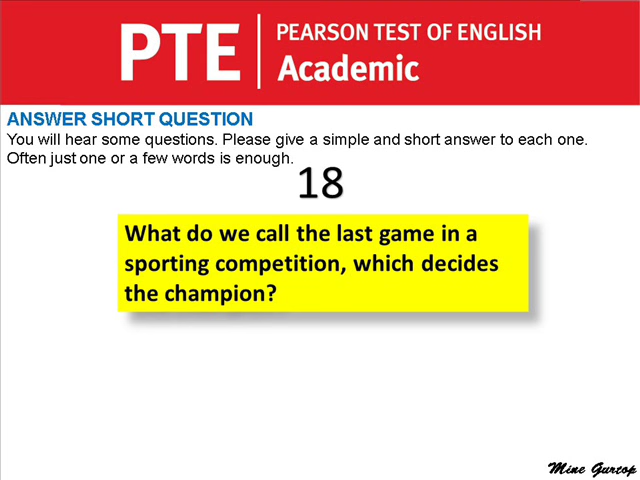 PTE
PEARSON TEST OF ENGLISH
Academic
ANSWER SHORT QUESTION
You will hear some questions. Please give a simple and short answer to each one.
Often just one or a few words is enough.
18
What do we call the last game in a
sporting competition, which decides
the champion?
Mine Gurtop